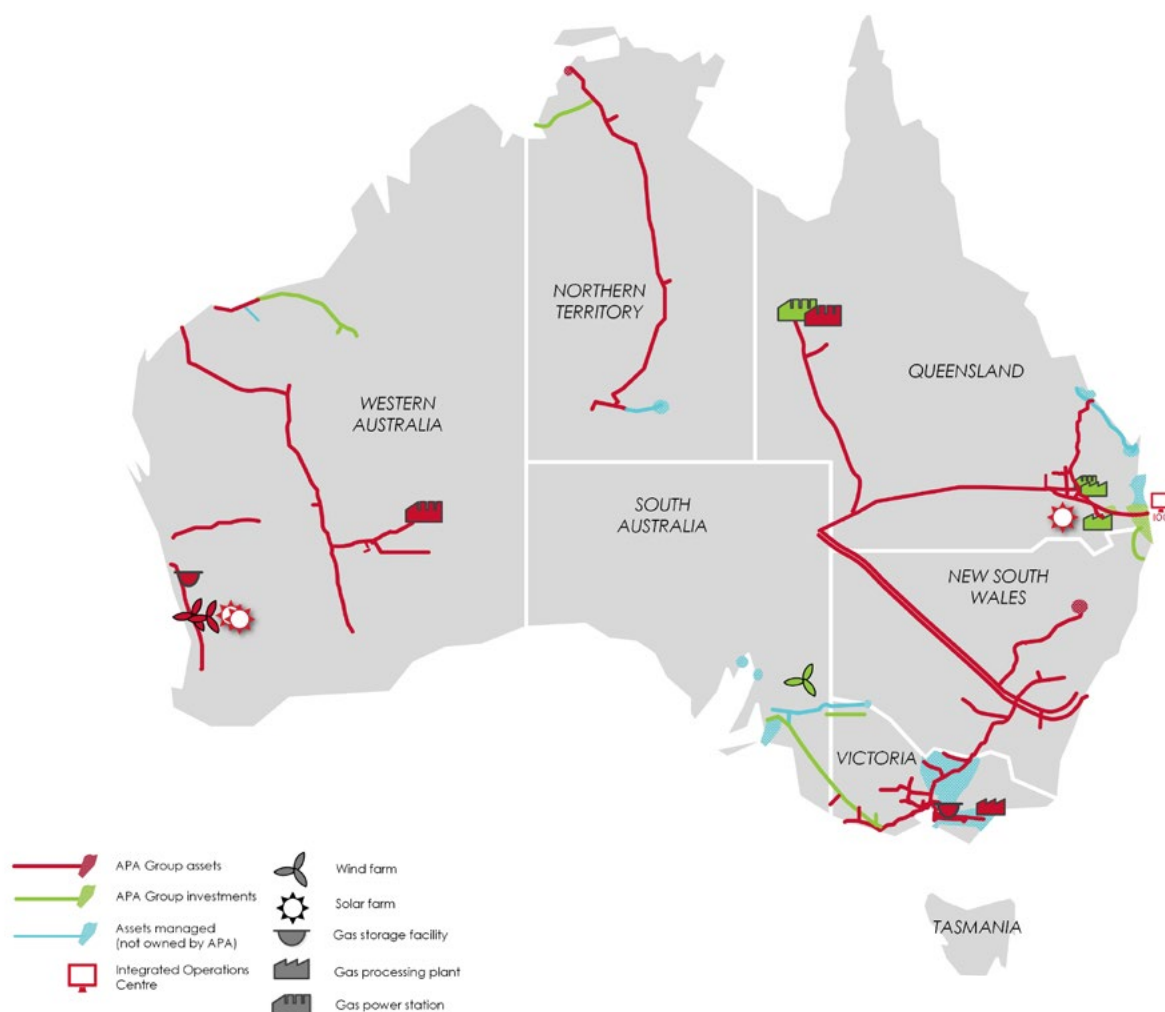 NORTHERN
TERRITORY
QUEENSLAND
WESTERN
AUSTRALIA
SOUTH
AUSTRALIA
IOC
NEW SOUTH
WALES
VICTORIA
TASMANIA
APA Group assets
APA Group investments
Assets managed
(not owned by APA)
Integrated Operations
Centre
Wind farm
Solar farm
Gas storage facility
Gas processing plant
Gas power station